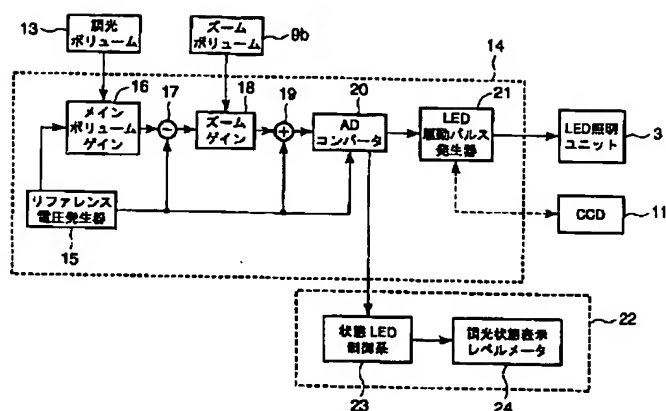 13
調光
ボリューム
ズーム
ボリューム
9b
14
16
メイン
ボリューム
ゲイン
17
−
18
ズーム
ゲイン
19
+
20
AD
コンバータ
21
LED
駆動パルス
発生器
LED照明
ユニット
3
リファレンス
電圧発生器
15
CCD
11
22
状態 LED
制御系
23
調光状態表示
レベルメータ
24